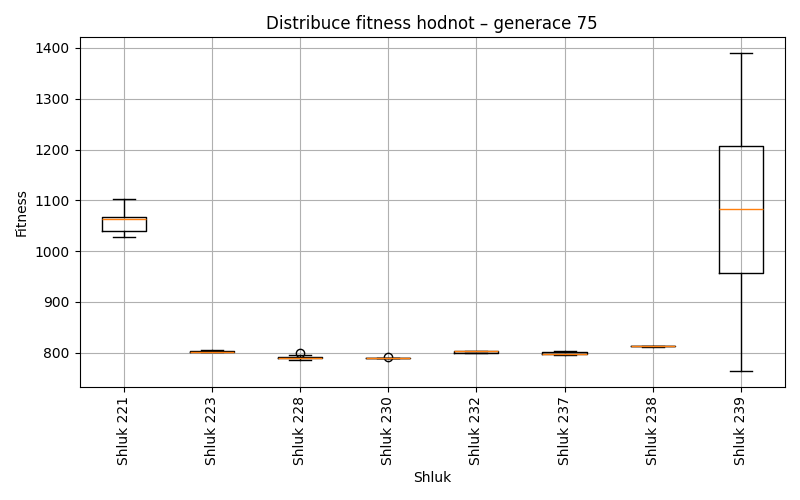 Distribuce fitness hodnot – generace 75
Fitness
1400
1300
1200
1100
1000
900
800
Shluk 221
Shluk 223
Shluk 228
Shluk 230
Shluk 232
Shluk 237
Shluk 238
Shluk 239
Shluk